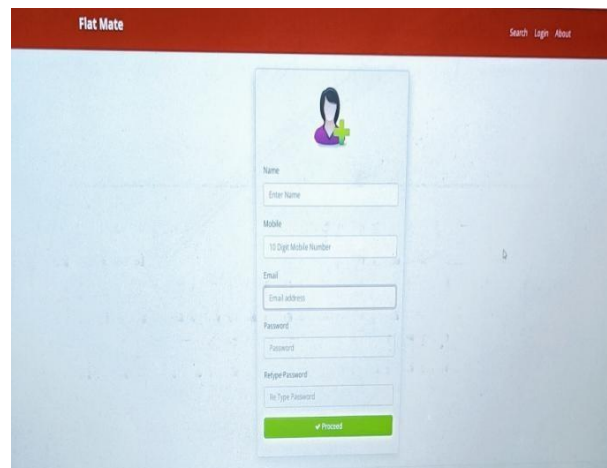 Flat Mate
Search Login About
Name
Enter Name
Mobile
10 Digit Mobile Number
Email
Email address
Password
Password
Retype Password
Re Type Password
✔ Proceed